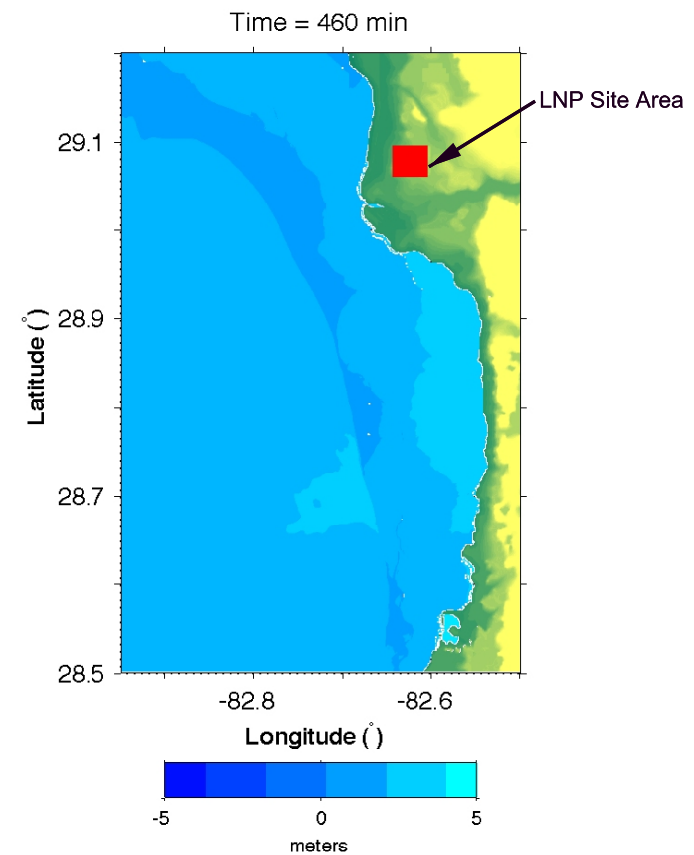 Time = 460 min
LNP Site Area
29.1
28.9
28.7
28.5
Latitude (°)
-82.8 -82.6
Longitude (°)
-5 0 5
meters